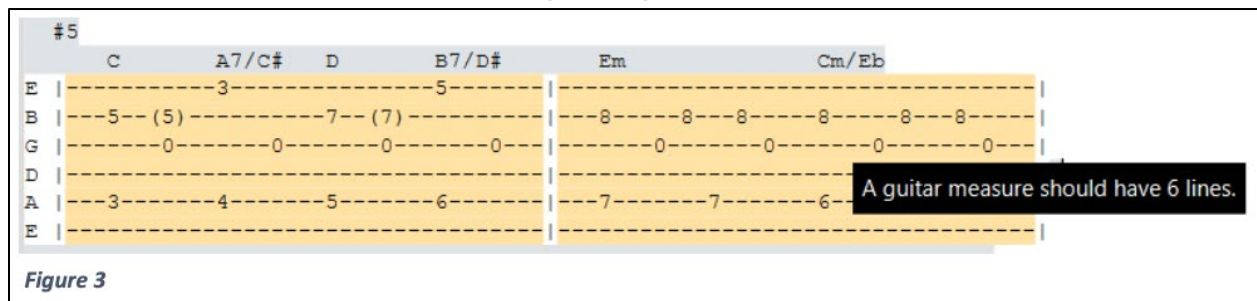 #5
C A7/C# D B7/D# Em Cm/Eb
E |-----------3---------------5-------|-----------------------------------|
B |---5--(5)----------7--(7)----------|---8-----8---8-----8-----8---8-----|
G |-------0-------0-------0-------0---|-------0-------0-------0-------0---|
D |-----------------------------------|-----------------
A |---3-------4-------5-------6-------|---7-------7-------6--
E |-----------------------------------|-----------------------------------|
A guitar measure should have 6 lines.
Figure 3